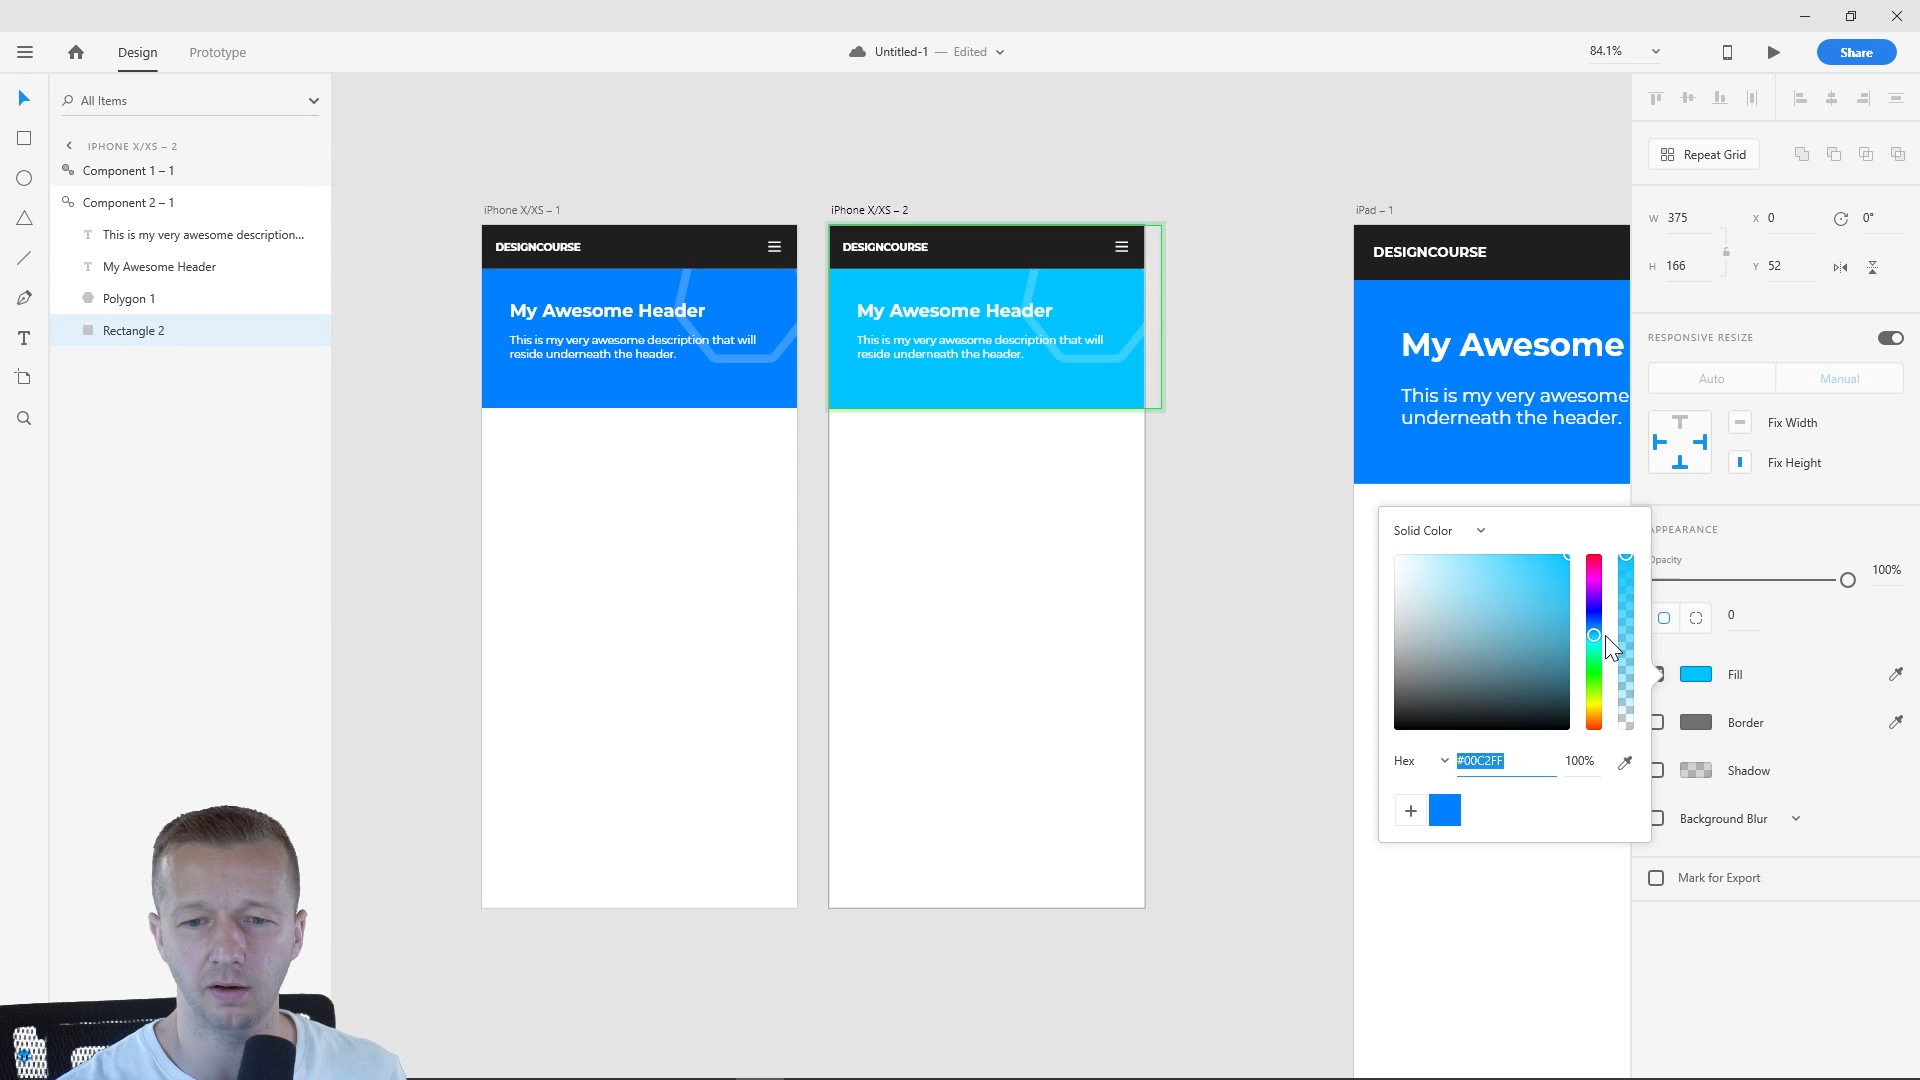 Design
Prototype
Untitled-1 — Edited
84.1%
Share
All Items
IPHONE X/XS – 2
Component 1 – 1
Component 2 – 1
This is my very awesome description...
My Awesome Header
Polygon 1
Rectangle 2
iPhone X/XS – 1
DESIGNCOURSE
My Awesome Header
This is my very awesome description that will
reside underneath the header.
iPhone X/XS – 2
DESIGNCOURSE
My Awesome Header
This is my very awesome description that will
reside underneath the header.
iPad – 1
DESIGNCOURSE
My Awesome
This is my very awesome
underneath the header.
Solid Color
Hex
#00C2FF
100%
Repeat Grid
W 375
X 0
0°
H 166
Y 52
RESPONSIVE RESIZE
Auto
Manual
Fix Width
Fix Height
APPEARANCE
Opacity
100%
0
Fill
Border
Shadow
Background Blur
Mark for Export